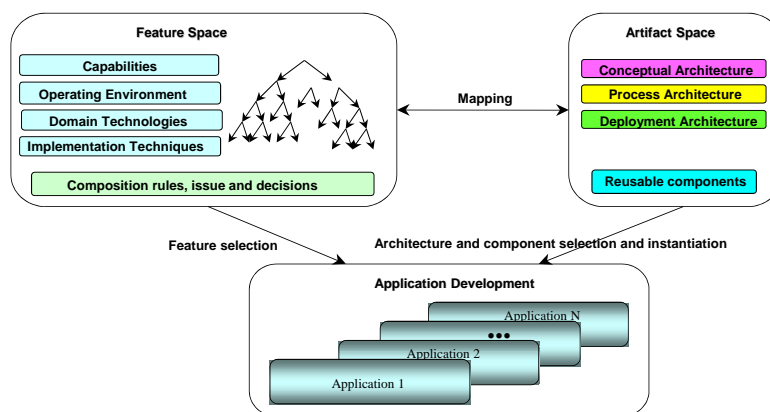 Feature Space
Capabilities
Operating Environment
Domain Technologies
Implementation Techniques
Composition rules, issue and decisions
Mapping
Artifact Space
Conceptual Architecture
Process Architecture
Deployment Architecture
Reusable components
Feature selection
Architecture and component selection and instantiation
Application Development
Application N
•••
Application 2
Application 1